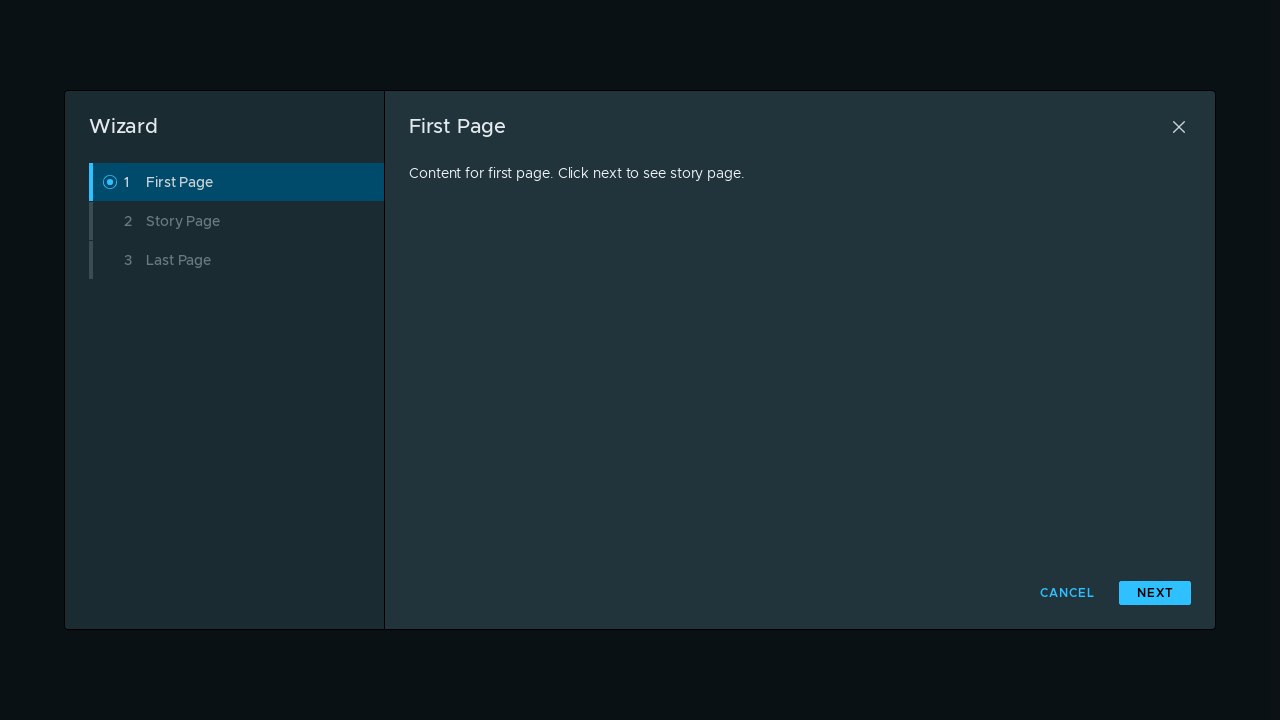 Wizard
1 First Page
2 Story Page
3 Last Page
First Page
Content for first page. Click next to see story page.
CANCEL
NEXT